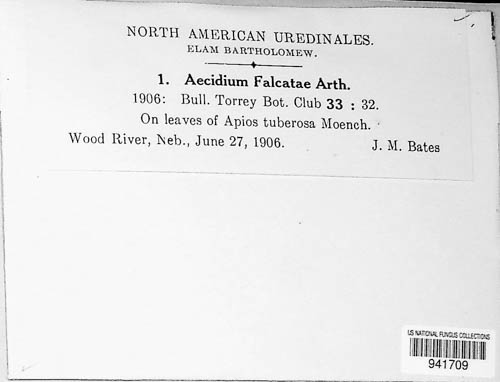 NORTH AMERICAN UREDINALES.
ELAM BARTHOLOMEW.
1. Aecidium Falcatae Arth.
1906: Bull. Torrey Bot. Club 33 : 32.
On leaves of Apios tuberosa Moench.
Wood River, Neb., June 27, 1906. J. M. Bates
US NATIONAL FUNGUS COLLECTIONS
941709